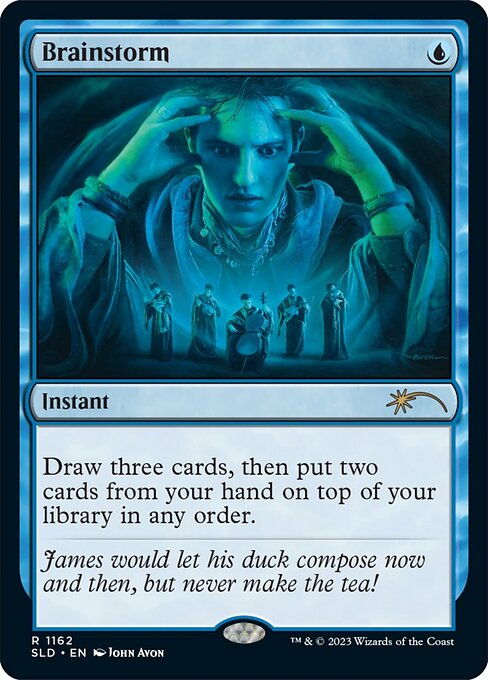 Brainstorm
AVON
Instant
Draw three cards, then put two
cards from your hand on top of your
library in any order.
James would let his duck compose now
and then, but never make the tea!
R 1162
™ & © 2023 Wizards of the Coast
SLD • EN John Avon